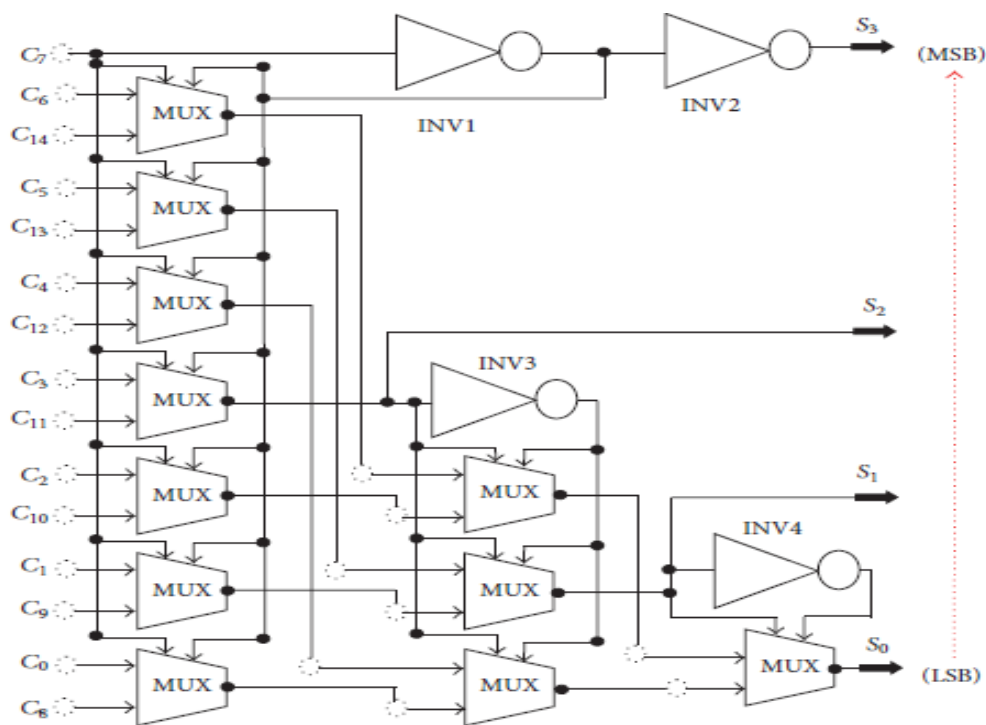 C7
INV1
INV2
S3
(MSB)
C6
C14
MUX
C5
C13
MUX
C4
C12
MUX
S2
C3
C11
MUX
INV3
C2
C10
MUX
MUX
S1
C1
C9
MUX
MUX
INV4
C0
C8
MUX
MUX
MUX
S0
(LSB)